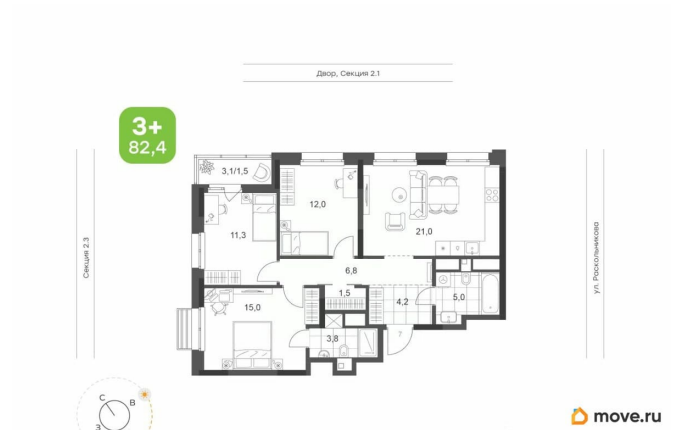 Двор, Секция 2.1
3+
82,4
3,1/1,5
12,0
11,3
21,0
Секция 2.3
ул. Раскольникова
6,8
1,5
4,2
5,0
15,0
3,8
7
С
В
З
move.ru